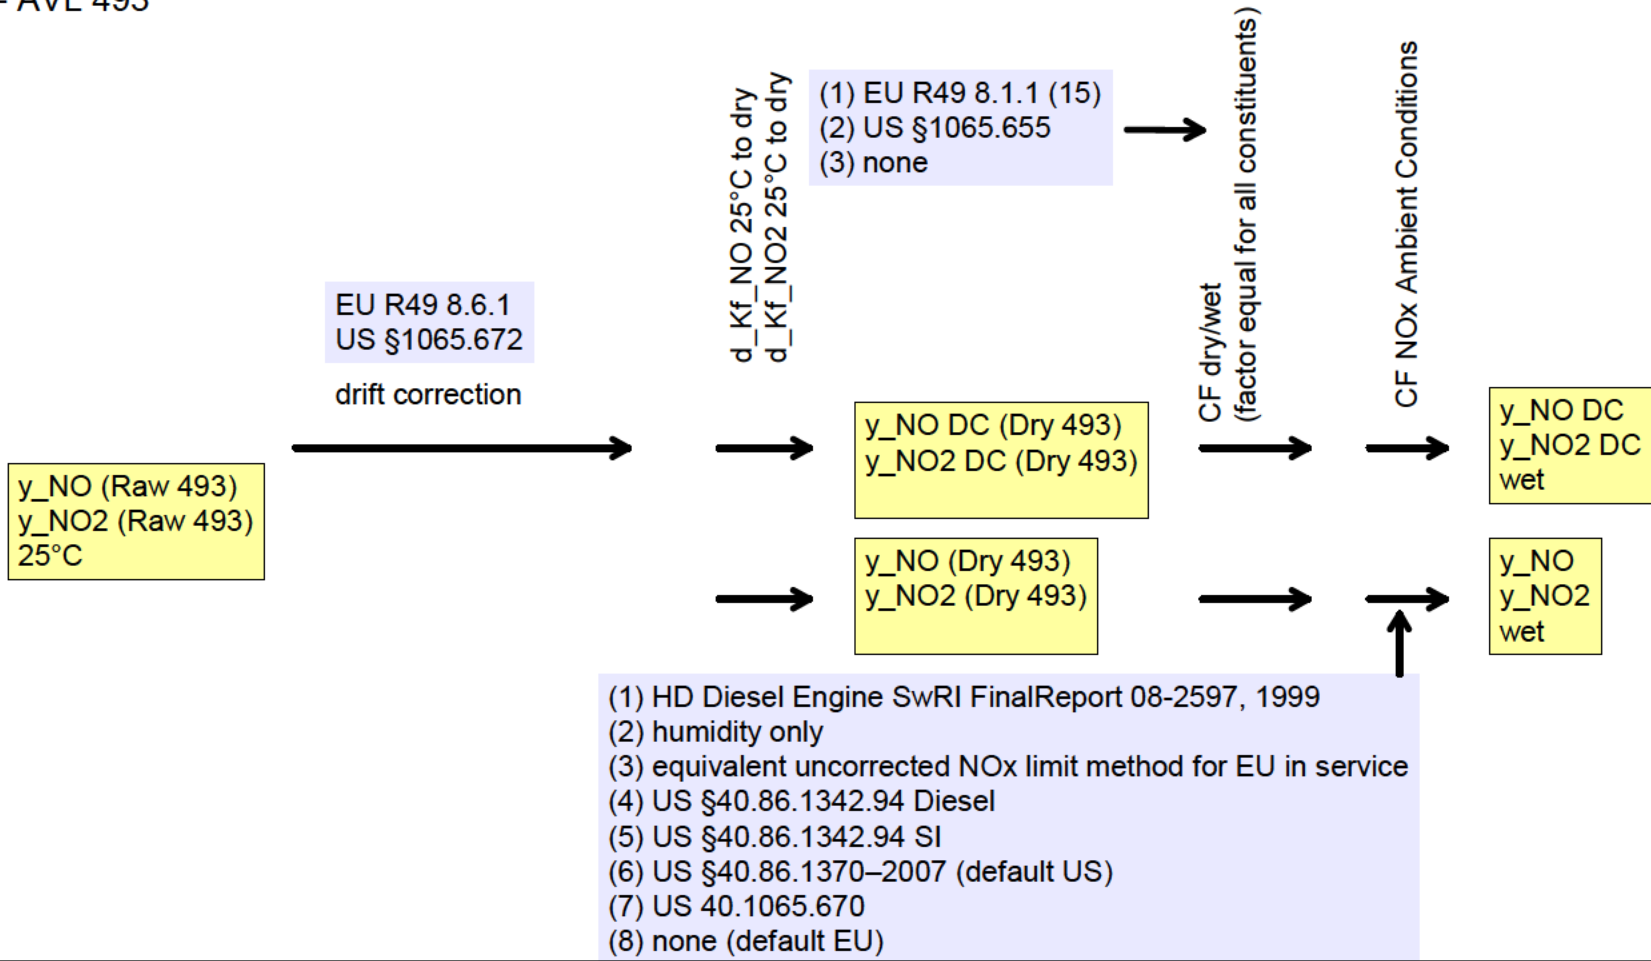 - AVL 493
d_Kf_NO 25°C to dry
d_Kf_NO2 25°C to dry
(1) EU R49 8.1.1 (15)
(2) US §1065.655
(3) none
CF dry/wet
(factor equal for all constituents)
CF NOx Ambient Conditions
EU R49 8.6.1
US §1065.672
drift correction
y_NO (Raw 493)
y_NO2 (Raw 493)
25°C
y_NO DC (Dry 493)
y_NO2 DC (Dry 493)
y_NO DC
y_NO2 DC
wet
y_NO (Dry 493)
y_NO2 (Dry 493)
y_NO
y_NO2
wet
(1) HD Diesel Engine SwRI FinalReport 08-2597, 1999
(2) humidity only
(3) equivalent uncorrected NOx limit method for EU in service
(4) US §40.86.1342.94 Diesel
(5) US §40.86.1342.94 SI
(6) US §40.86.1370–2007 (default US)
(7) US 40.1065.670
(8) none (default EU)